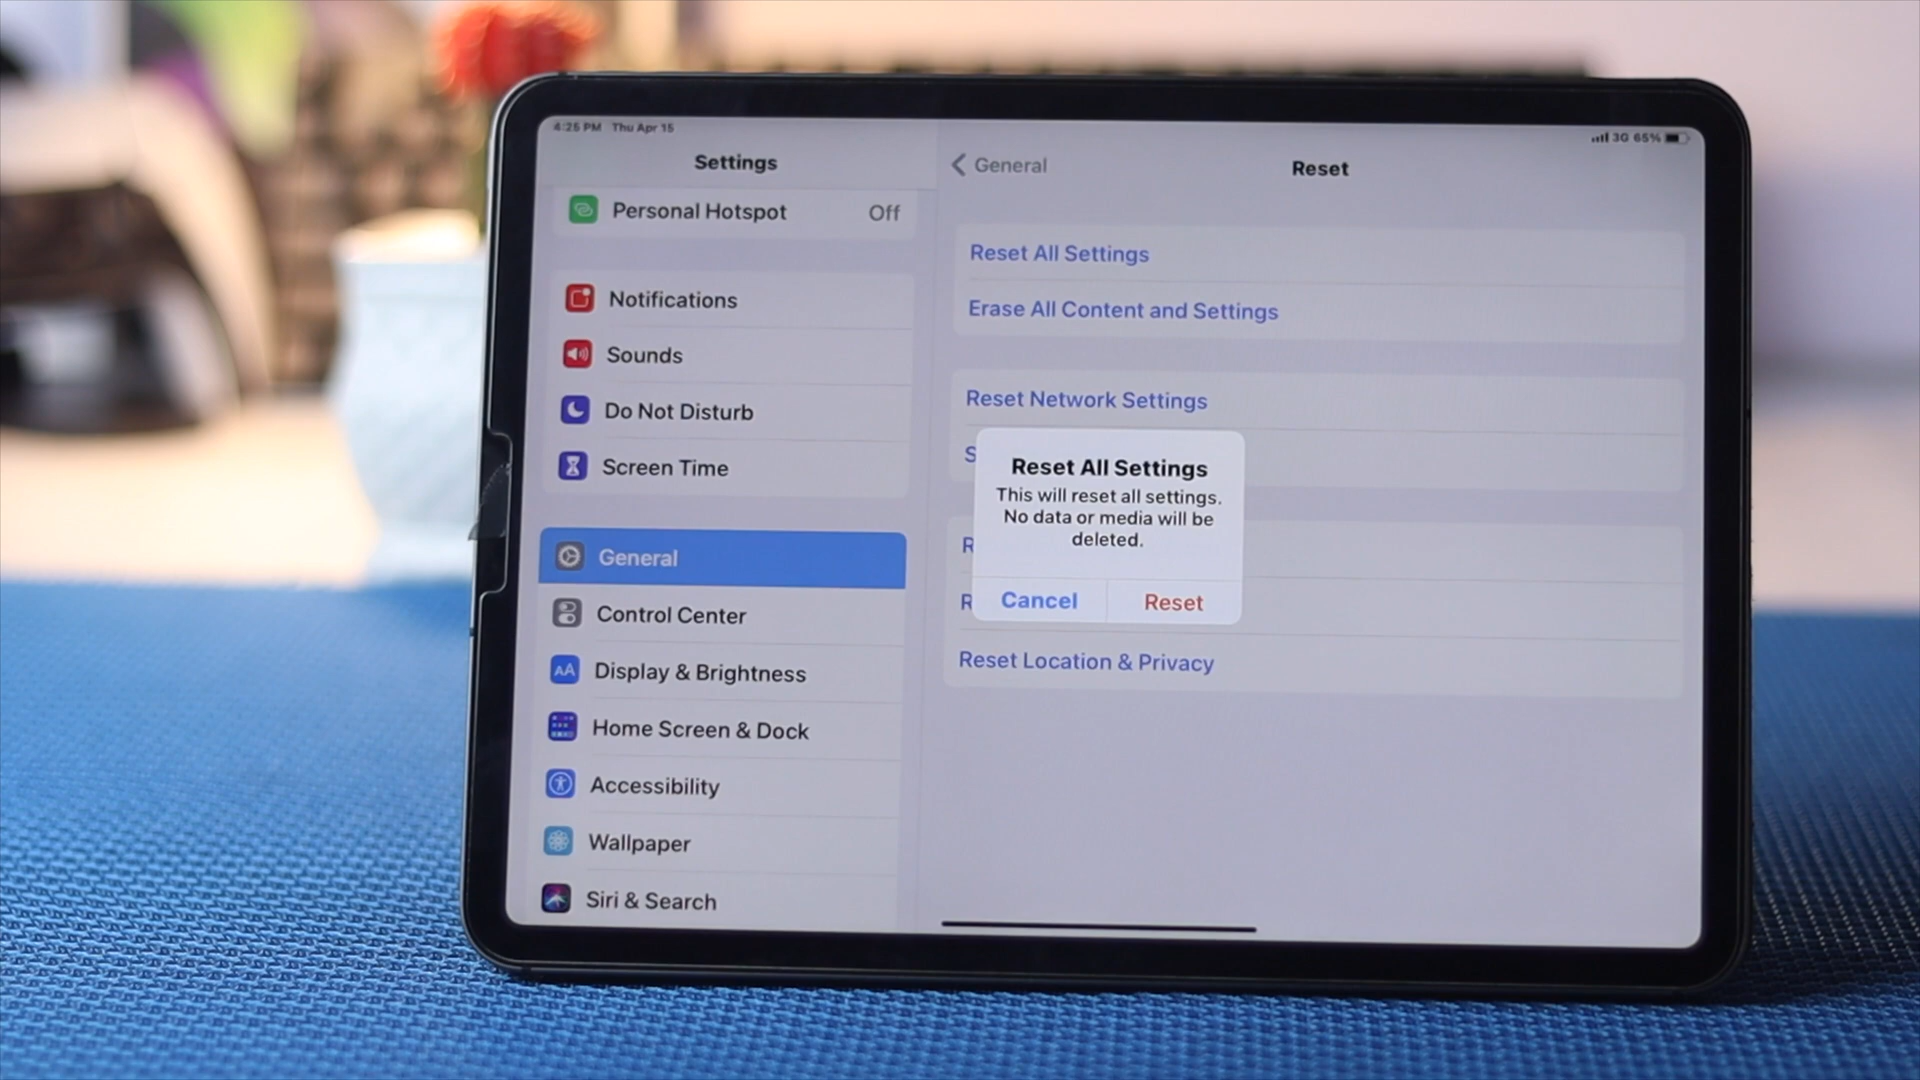 4:25 PM Thu Apr 15
3G 65%
Settings
Personal Hotspot Off
Notifications
Sounds
Do Not Disturb
Screen Time
General
Control Center
AA Display & Brightness
Home Screen & Dock
Accessibility
Wallpaper
Siri & Search
General
Reset
Reset All Settings
Erase All Content and Settings
Reset Network Settings
S
R
R
Reset Location & Privacy
Reset All Settings
This will reset all settings.
No data or media will be
deleted.
Cancel Reset